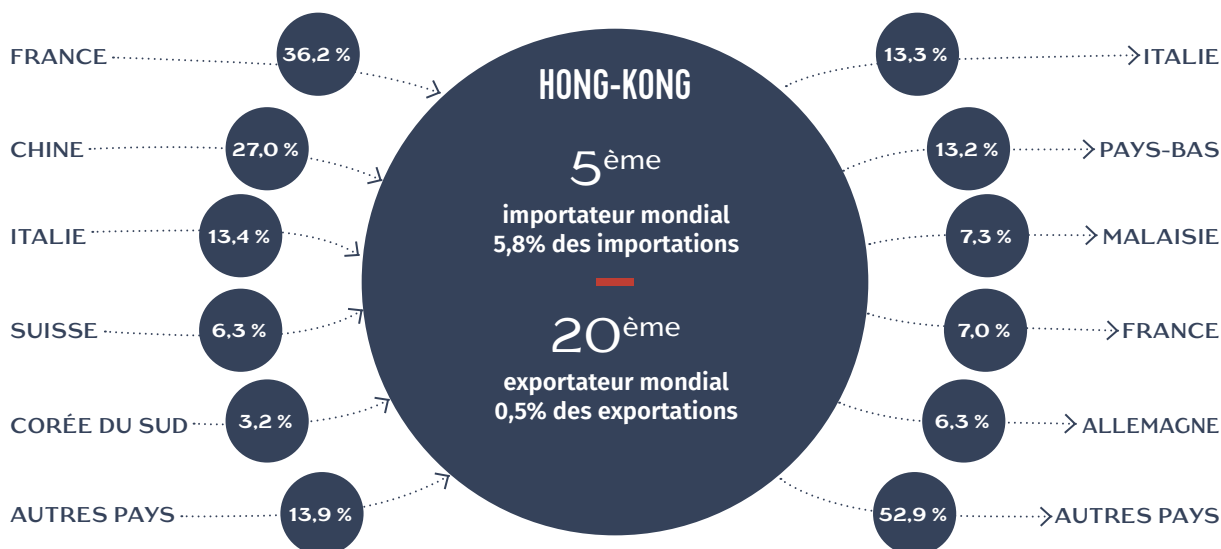 FRANCE
36,2 %
CHINE
27,0 %
ITALIE
13,4 %
SUISSE
6,3 %
CORÉE DU SUD
3,2 %
AUTRES PAYS
13,9 %
HONG-KONG
5ème
importateur mondial
5,8% des importations
20ème
exportateur mondial
0,5% des exportations
13,3 %
ITALIE
13,2 %
PAYS-BAS
7,3 %
MALAISIE
7,0 %
FRANCE
6,3 %
ALLEMAGNE
52,9 %
AUTRES PAYS